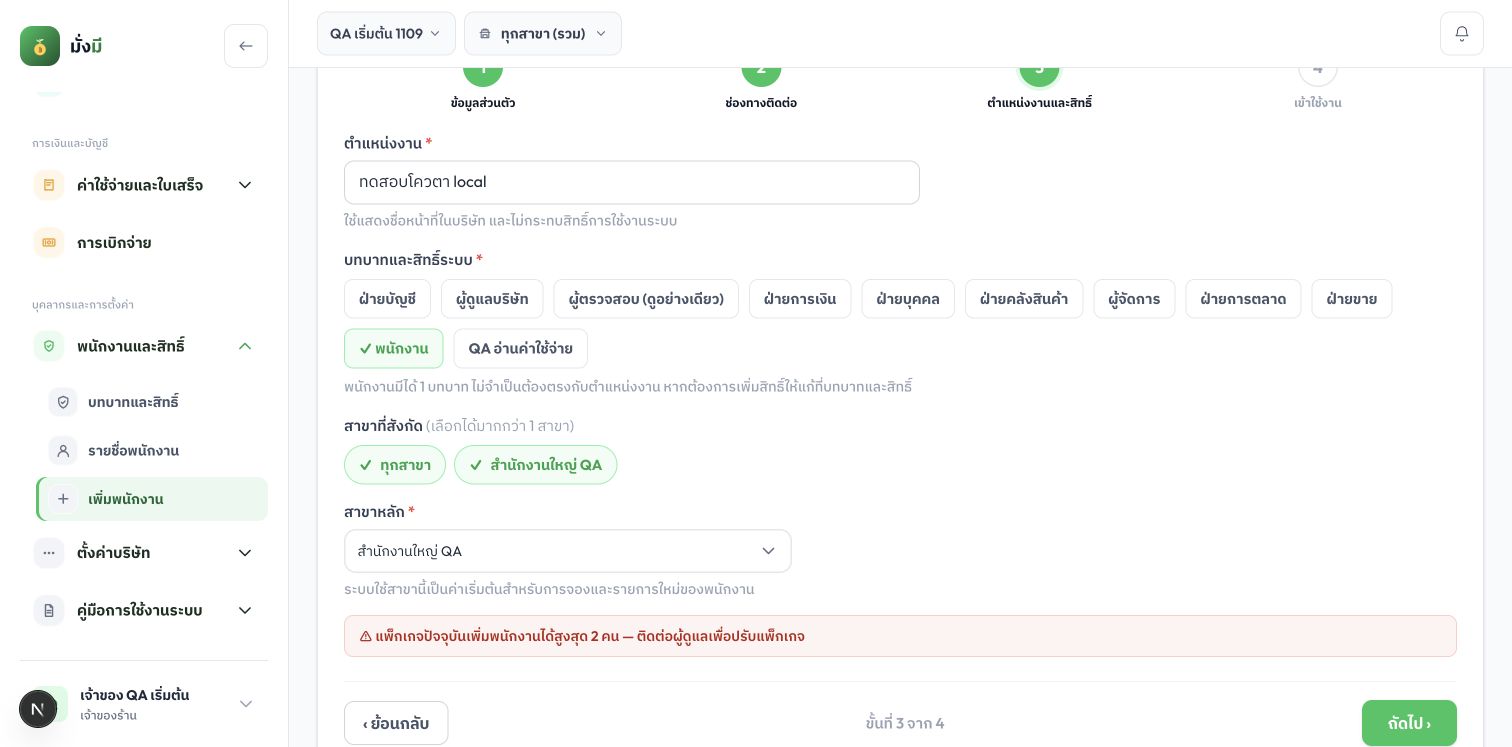 มั่งมี
QA เริ่มต้น 1109
ทุกสาขา (รวม)
การเงินและบัญชี
ค่าใช้จ่ายและใบเสร็จ
การเบิกจ่าย
บุคลากรและการตั้งค่า
พนักงานและสิทธิ์
บทบาทและสิทธิ์
รายชื่อพนักงาน
เพิ่มพนักงาน
ตั้งค่าบริษัท
คู่มือการใช้งานระบบ
เจ้าของ QA เริ่มต้น
เจ้าของร้าน
N
1 2 3 4
ข้อมูลส่วนตัว ช่องทางติดต่อ ตำแหน่งงานและสิทธิ์ เข้าใช้งาน
ตำแหน่งงาน *
ทดสอบโควตา local
ใช้แสดงชื่อหน้าที่ในบริษัท และไม่กระทบสิทธิ์การใช้งานระบบ
บทบาทและสิทธิ์ระบบ *
ฝ่ายบัญชี ผู้ดูแลบริษัท ผู้ตรวจสอบ (ดูอย่างเดียว) ฝ่ายการเงิน ฝ่ายบุคคล ฝ่ายคลังสินค้า ผู้จัดการ ฝ่ายการตลาด ฝ่ายขาย
✓ พนักงาน QA อ่านค่าใช้จ่าย
พนักงานมีได้ 1 บทบาท ไม่จำเป็นต้องตรงกับตำแหน่งงาน หากต้องการเพิ่มสิทธิ์ให้แก้ที่บทบาทและสิทธิ์
สาขาที่สังกัด (เลือกได้มากกว่า 1 สาขา)
✓ ทุกสาขา ✓ สำนักงานใหญ่ QA
สาขาหลัก *
สำนักงานใหญ่ QA
ระบบใช้สาขานี้เป็นค่าเริ่มต้นสำหรับการจองและรายการใหม่ของพนักงาน
⚠ แพ็กเกจปัจจุบันเพิ่มพนักงานได้สูงสุด 2 คน — ติดต่อผู้ดูแลเพื่อปรับแพ็กเกจ
‹ ย้อนกลับ ขั้นที่ 3 จาก 4 ถัดไป ›